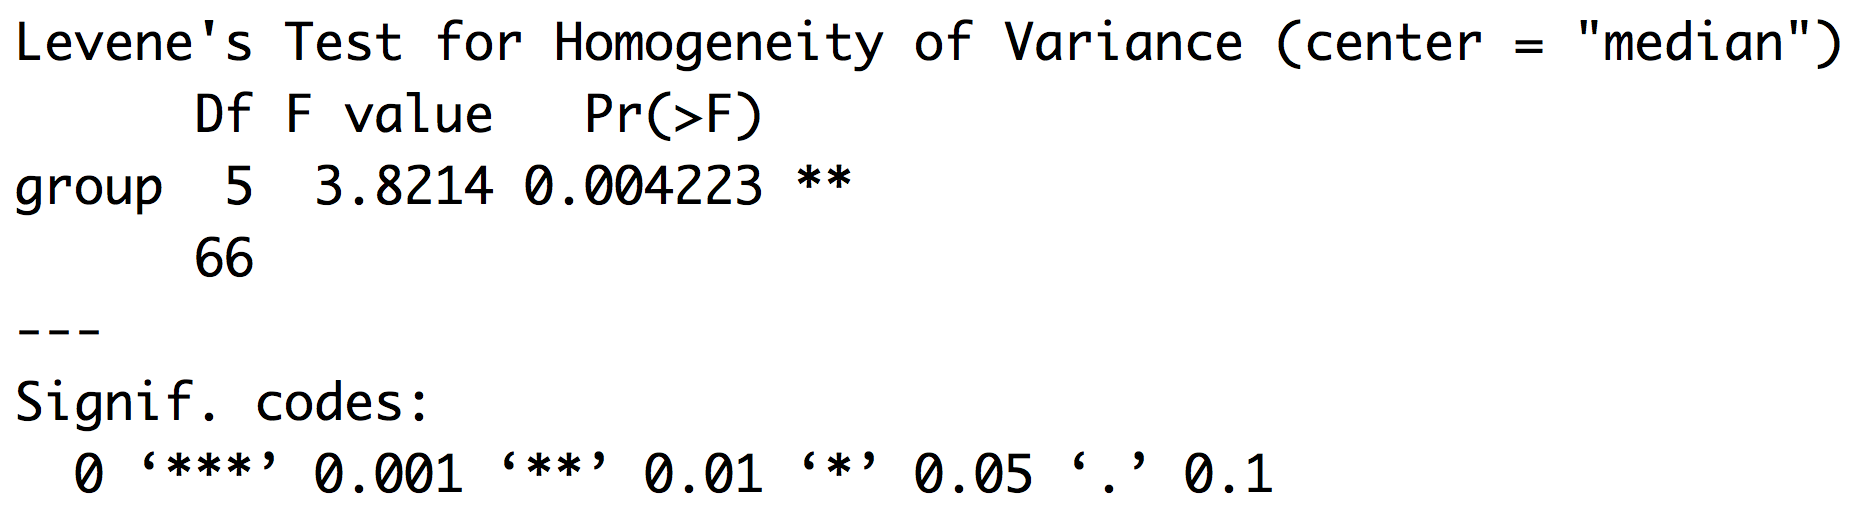 Levene's Test for Homogeneity of Variance (center = "median")
      Df F value   Pr(>F)
group  5  3.8214 0.004223 **
      66
---
Signif. codes:
  0 ‘***’ 0.001 ‘**’ 0.01 ‘*’ 0.05 ‘.’ 0.1